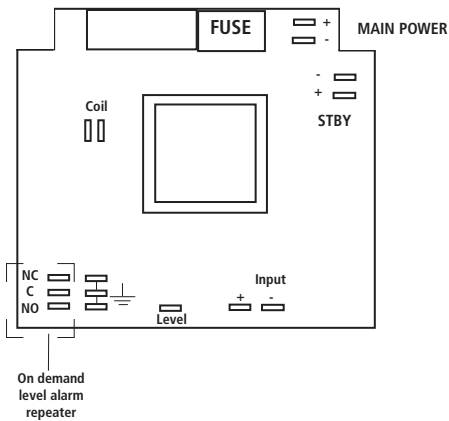 FUSE
+
-
MAIN POWER
-
+
STBY
Coil
NC
C
NO
Input
+ -
Level
On demand
level alarm
repeater